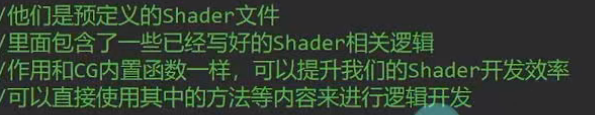 /他们是预定义的Shader文件
/里面包含了一些已经写好的Shader相关逻辑
/作用和CG内置函数一样，可以提升我们的Shader开发效率
/可以直接使用其中的方法等内容来进行逻辑开发